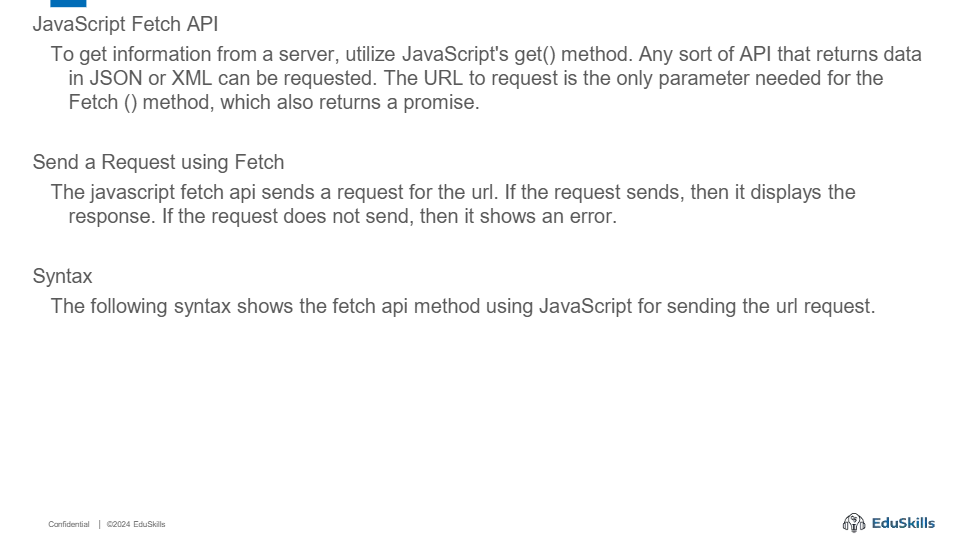 JavaScript Fetch API
To get information from a server, utilize JavaScript's get() method. Any sort of API that returns data
in JSON or XML can be requested. The URL to request is the only parameter needed for the
Fetch () method, which also returns a promise.
Send a Request using Fetch
The javascript fetch api sends a request for the url. If the request sends, then it displays the
response. If the request does not send, then it shows an error.
Syntax
The following syntax shows the fetch api method using JavaScript for sending the url request.
Confidential | ©2024 EduSkills
EduSkills